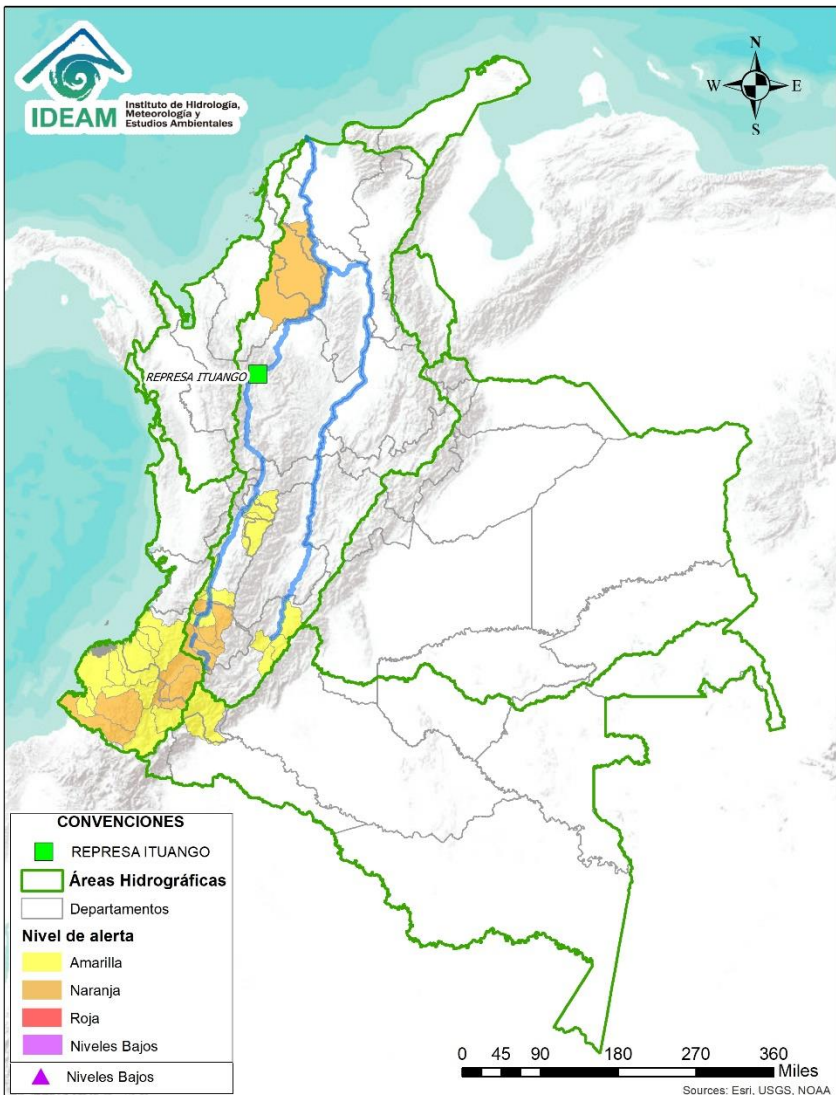 IDEAM
Instituto de Hidrología,
Meteorología y
Estudios Ambientales
N
W
E
S
REPRESA ITUANGO
CONVENCIONES
REPRESA ITUANGO
Áreas Hidrográficas
Departamentos
Nivel de alerta
Amarilla
Naranja
Roja
Niveles Bajos
Niveles Bajos
0 45 90 180 270 360
Miles
Sources: Esri, USGS, NOAA